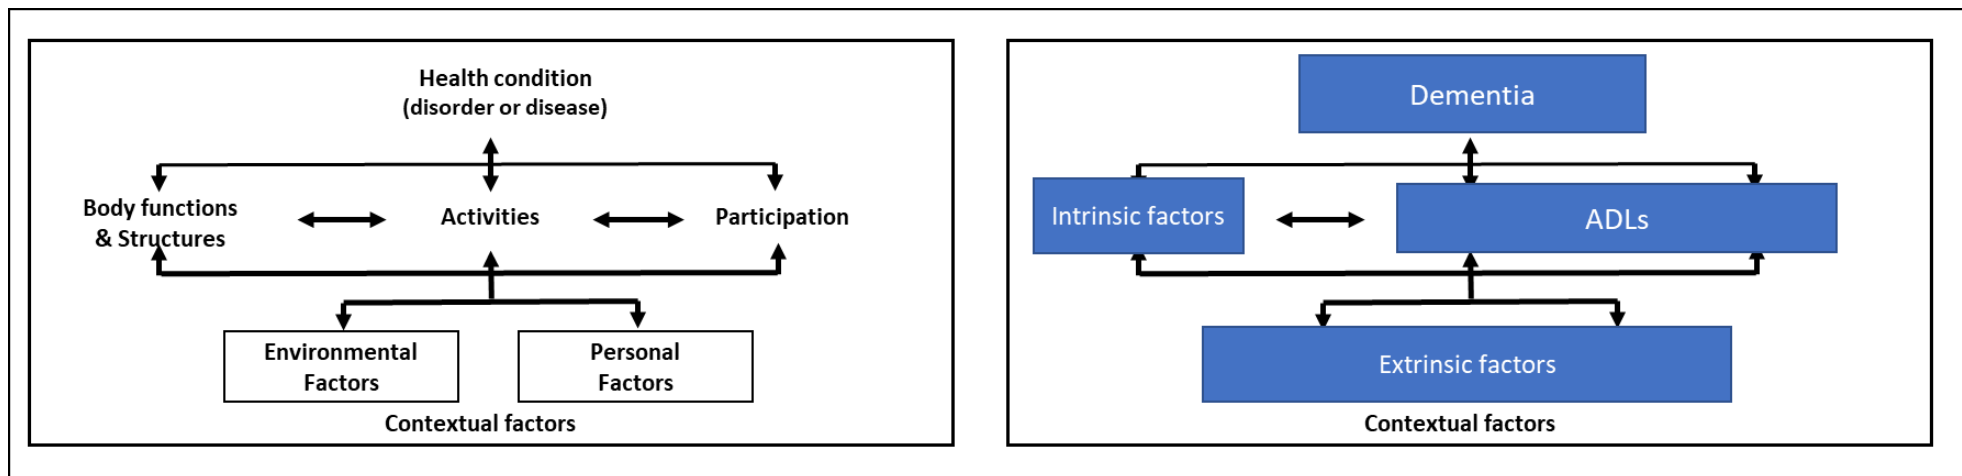 Health condition
(disorder or disease)
Body functions
& Structures
Activities
Participation
Environmental
Factors
Personal
Factors
Contextual factors
Dementia
Intrinsic factors
ADLs
Extrinsic factors
Contextual factors